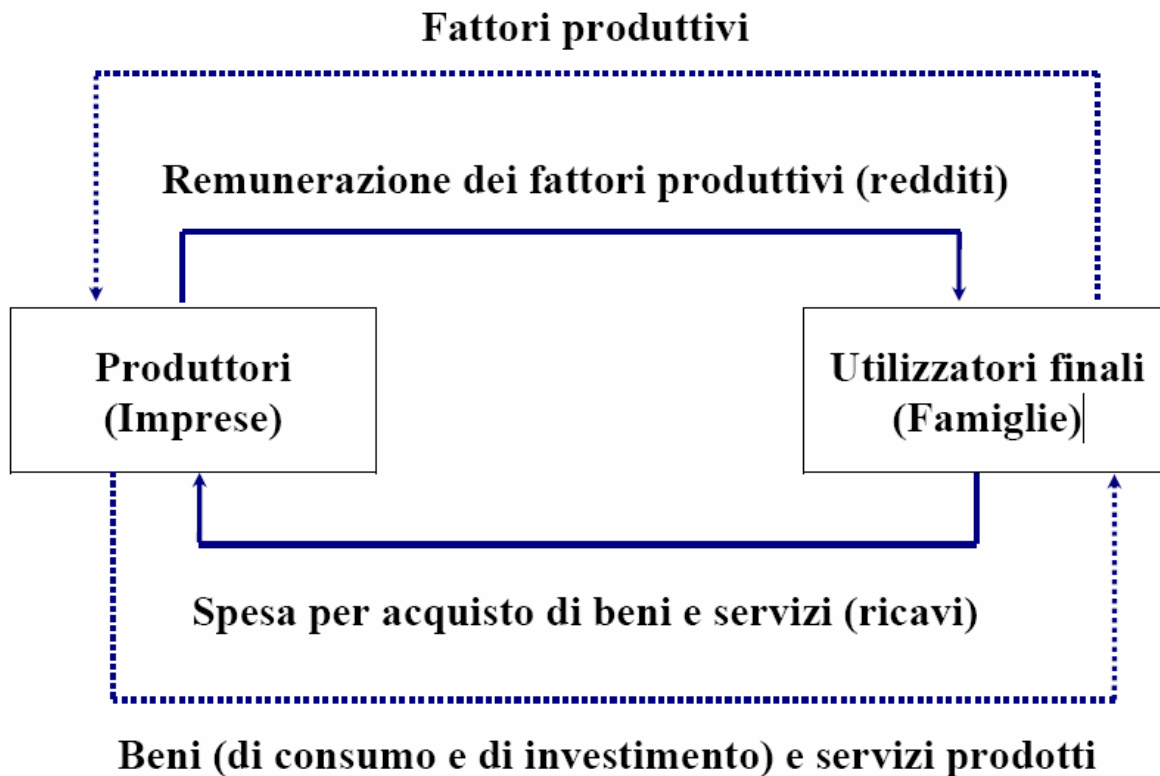 Fattori produttivi
Remunerazione dei fattori produttivi (redditi)
Produttori
(Imprese)
Utilizzatori finali
(Famiglie)
Spesa per acquisto di beni e servizi (ricavi)
Beni (di consumo e di investimento) e servizi prodotti